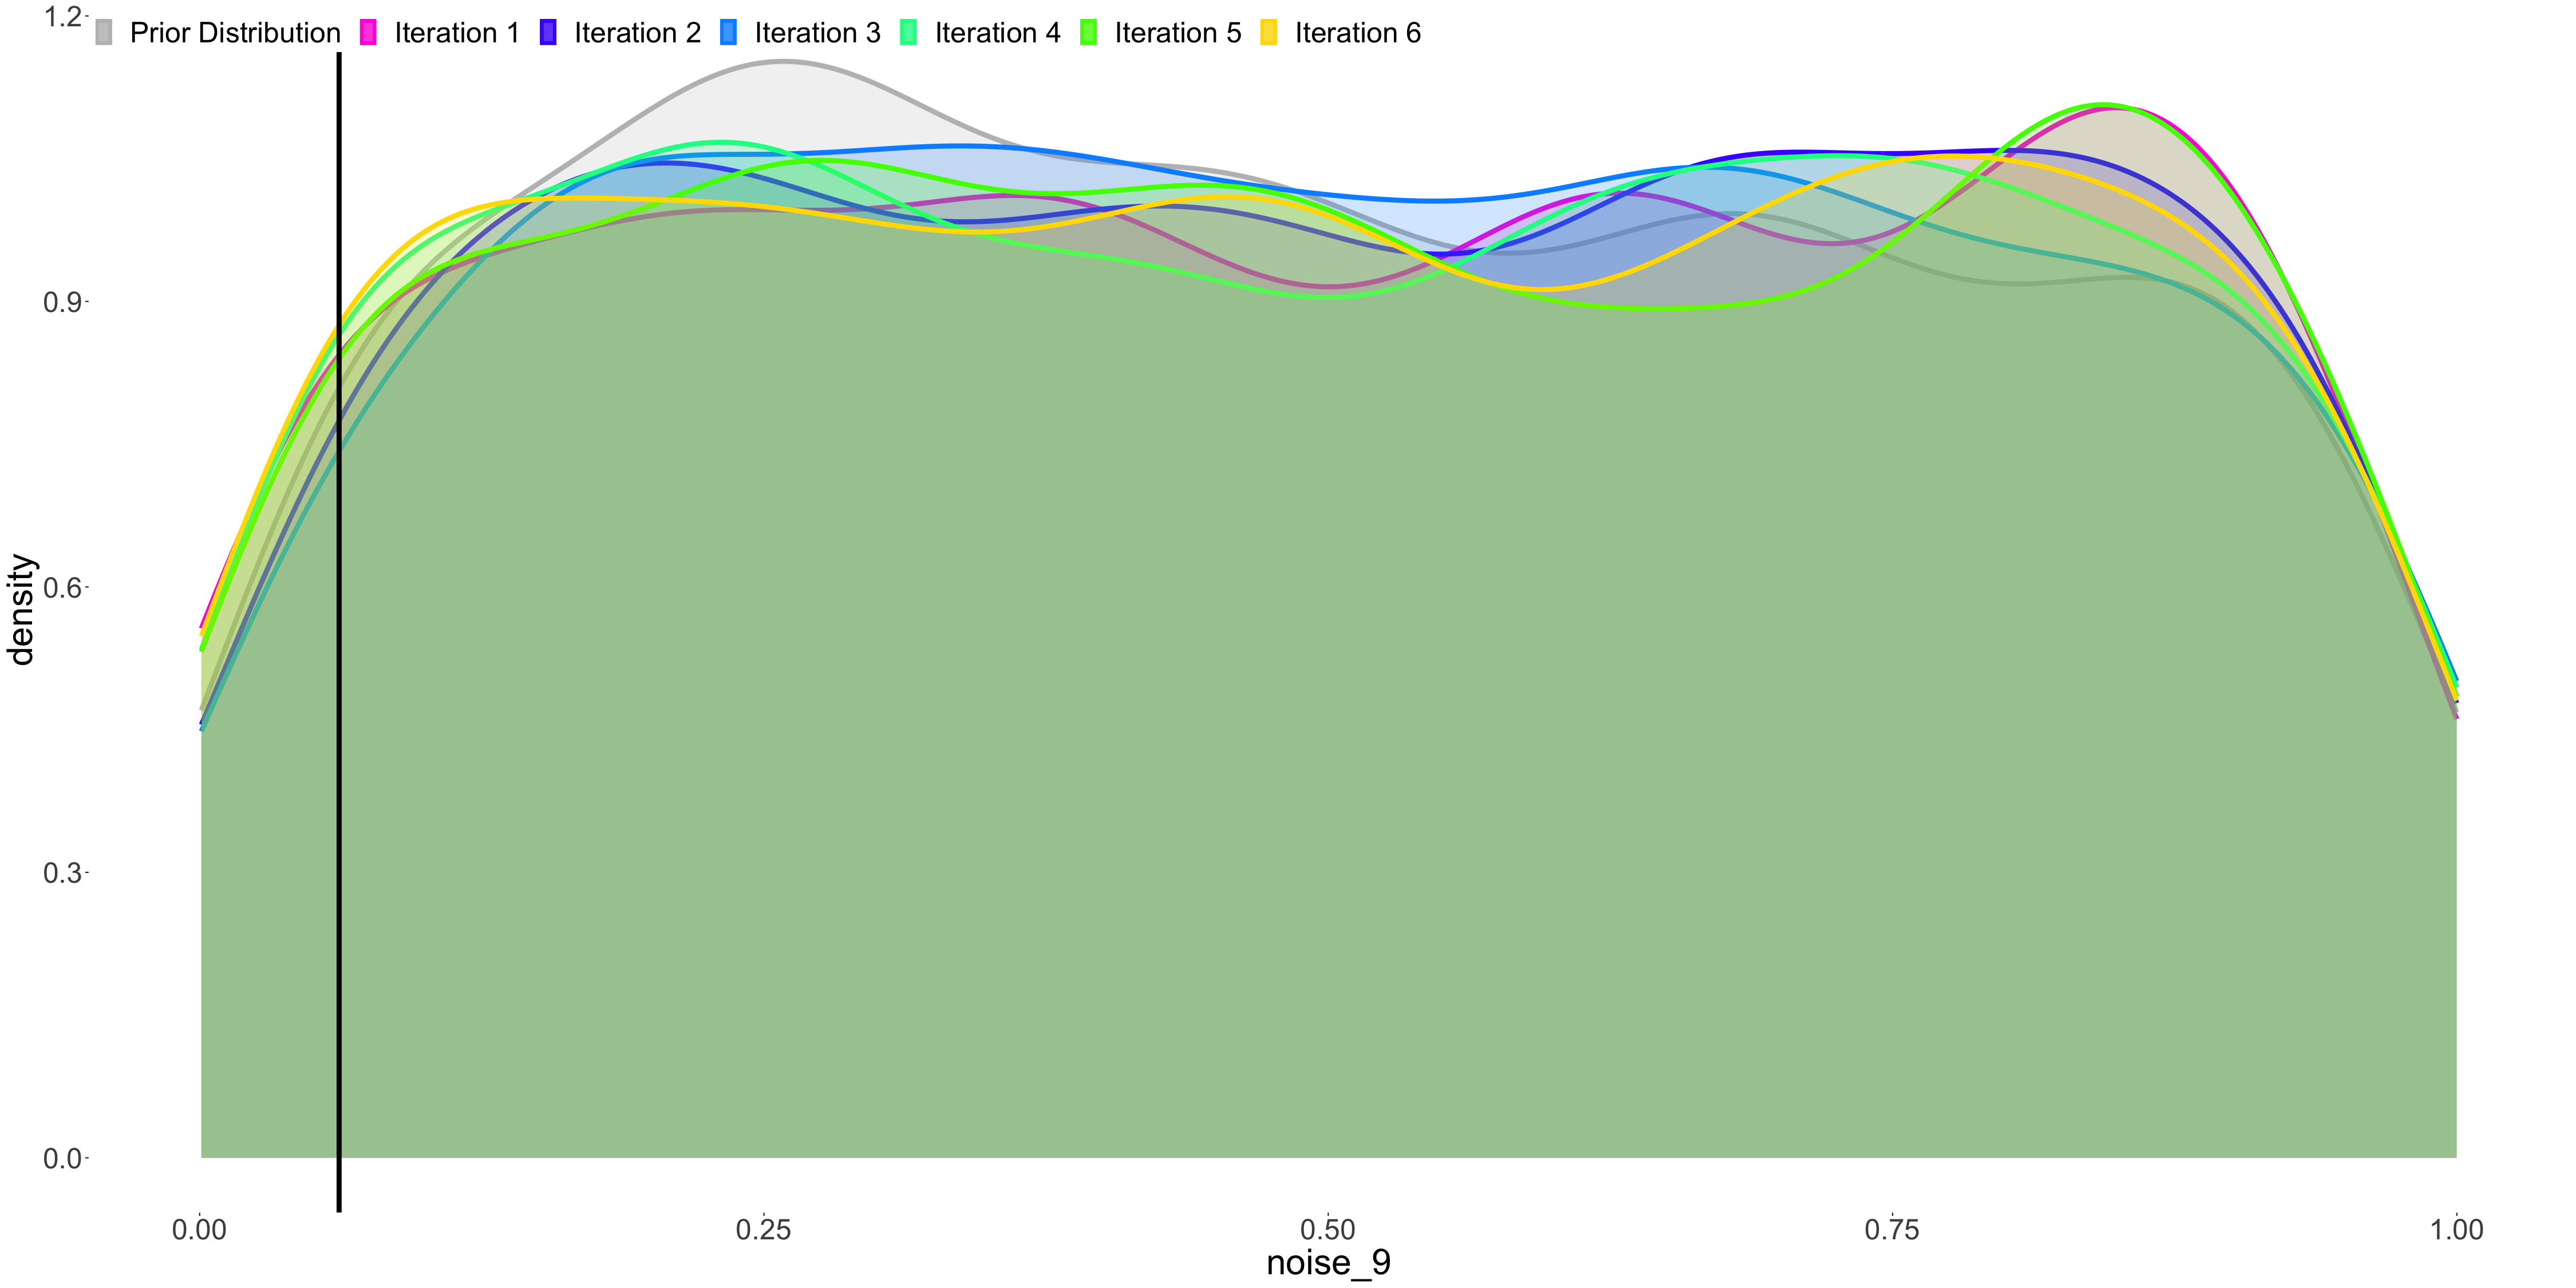 Prior Distribution Iteration 1 Iteration 2 Iteration 3 Iteration 4 Iteration 5 Iteration 6
1.2
0.9
0.6
0.3
0.0
density
0.00 0.25 0.50 0.75 1.00
noise_9